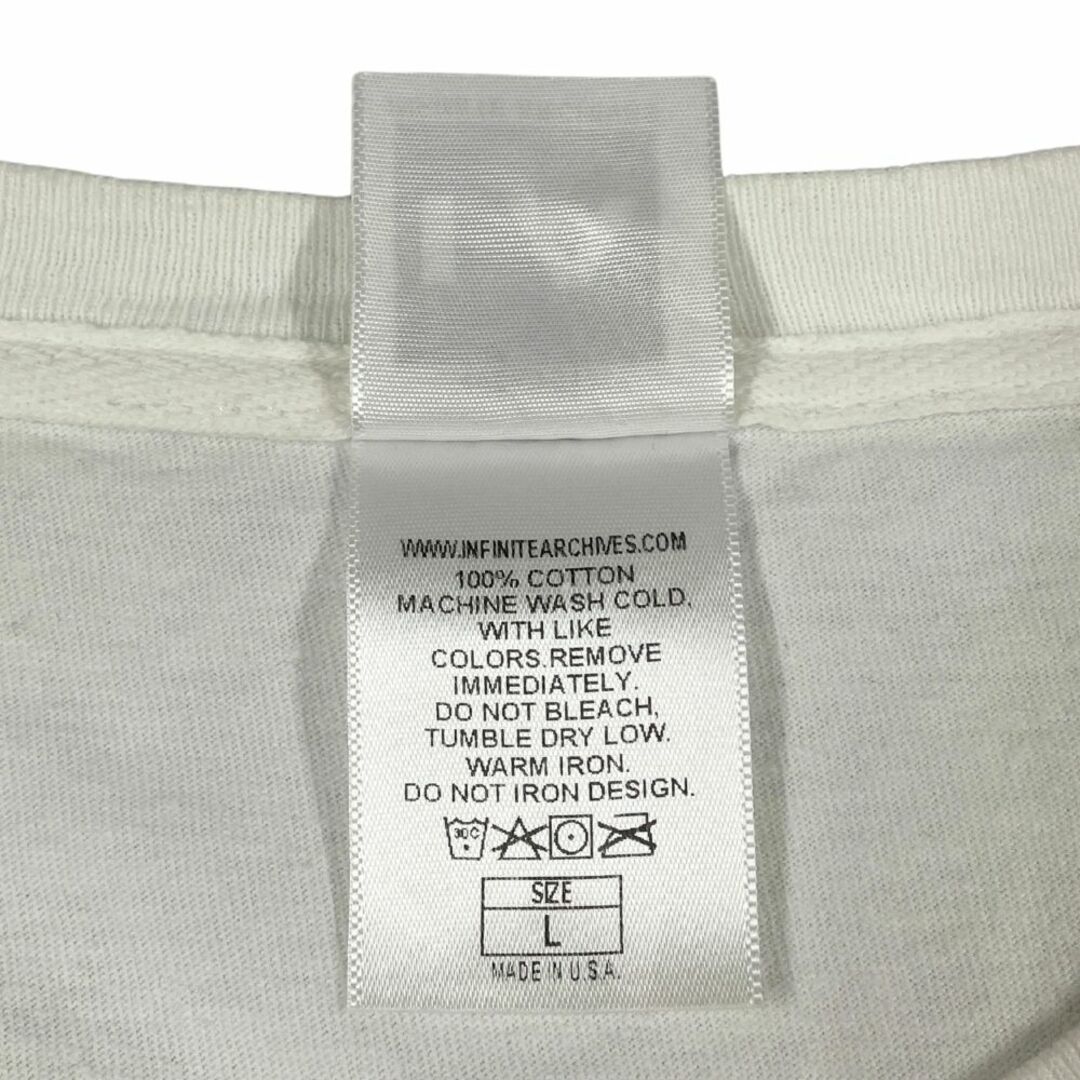 WWW.INFINITEARCHIVES.COM
100% COTTON
MACHINE WASH COLD,
WITH LIKE
COLORS.REMOVE
IMMEDIATELY.
DO NOT BLEACH,
TUMBLE DRY LOW.
WARM IRON.
DO NOT IRON DESIGN.
30C
SIZE
L
MADE IN U.S.A.